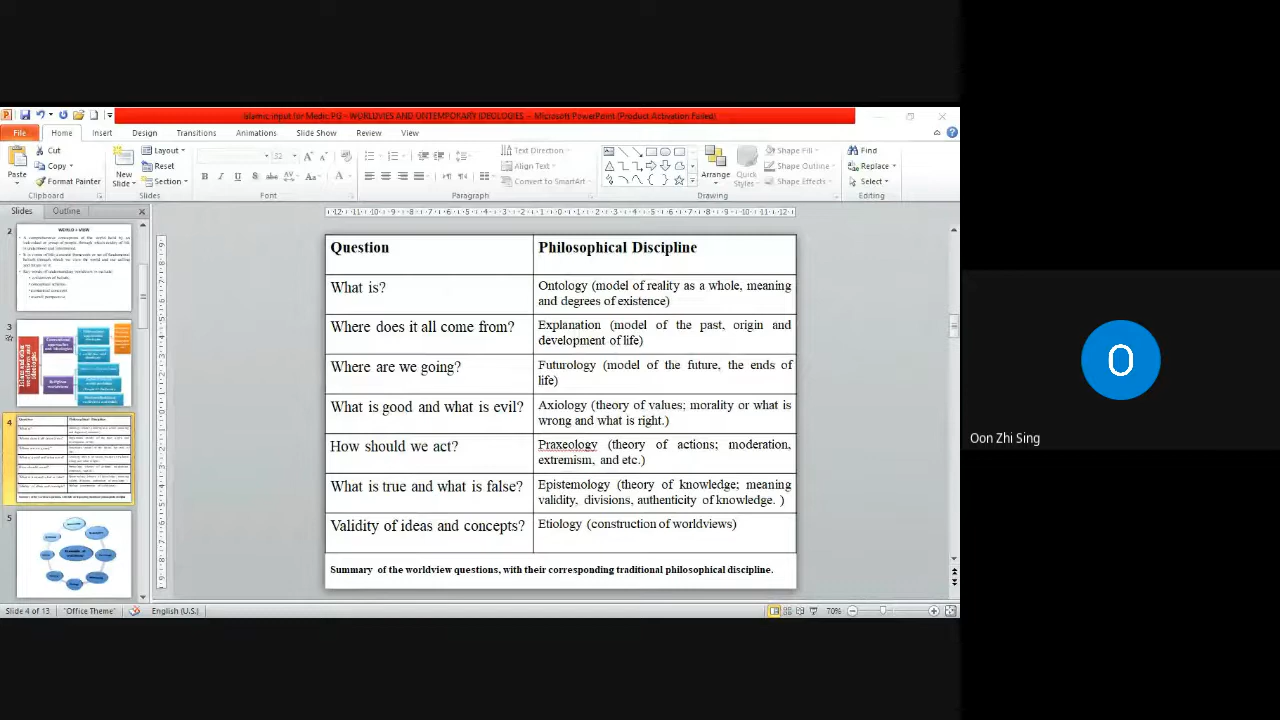 Islamic input for Medic.PG - WORLDVIES AND ONTEMPOKARY IDEOLOGIES - Microsoft PowerPoint (Product Activation Failed)
File Home Insert Design Transitions Animations Slide Show Review View
Paste
Cut
Copy
Format Painter
Clipboard
New Slide
Layout
Reset
Section
Slides
B I U S abc AV Aa A
Font
Text Direction
Align Text
Convert to SmartArt
Paragraph
Arrange
Quick Styles
Shape Fill
Shape Outline
Shape Effects
Drawing
Find
Replace
Select
Editing
Slides Outline
2
3
4
5
Question Philosophical Discipline
What is? Ontology (model of reality as a whole, meaning
and degrees of existence)
Where does it all come from? Explanation (model of the past, origin and
development of life)
Where are we going? Futurology (model of the future, the ends of
life)
What is good and what is evil? Axiology (theory of values; morality or what is
wrong and what is right.)
How should we act? Praxeology (theory of actions; moderation,
extremism, and etc.)
What is true and what is false? Epistemology (theory of knowledge; meaning
validity, divisions, authenticity of knowledge. )
Validity of ideas and concepts? Etiology (construction of worldviews)
Summary of the worldview questions, with their corresponding traditional philosophical discipline.
Slide 4 of 13 "Office Theme" English (U.S.) 70%
O
Oon Zhi Sing